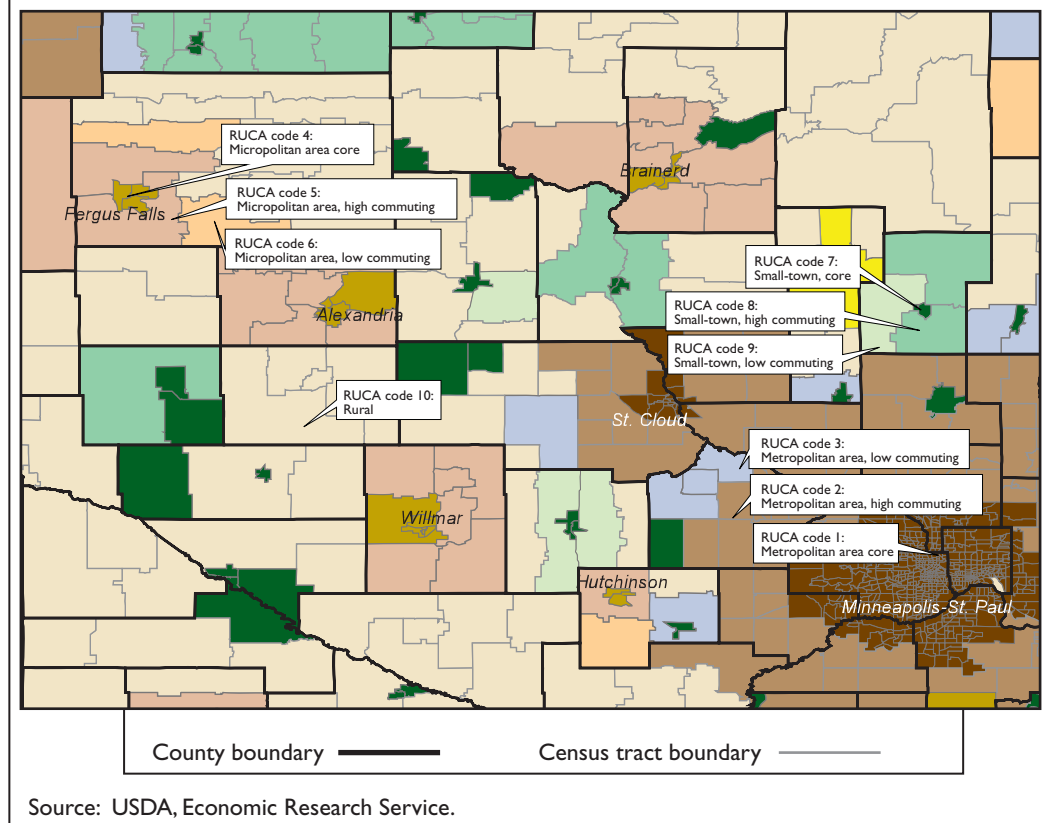 RUCA code 4:
Micropolitan area core
Brainerd
RUCA code 5:
Micropolitan area, high commuting
Fergus Falls
RUCA code 6:
Micropolitan area, low commuting
RUCA code 7:
Small-town, core
RUCA code 8:
Small-town, high commuting
Alexandria
RUCA code 9:
Small-town, low commuting
RUCA code 10:
Rural
St. Cloud
RUCA code 3:
Metropolitan area, low commuting
RUCA code 2:
Metropolitan area, high commuting
Willmar
RUCA code 1:
Metropolitan area core
Hutchinson
Minneapolis-St. Paul
County boundary
Census tract boundary
Source: USDA, Economic Research Service.